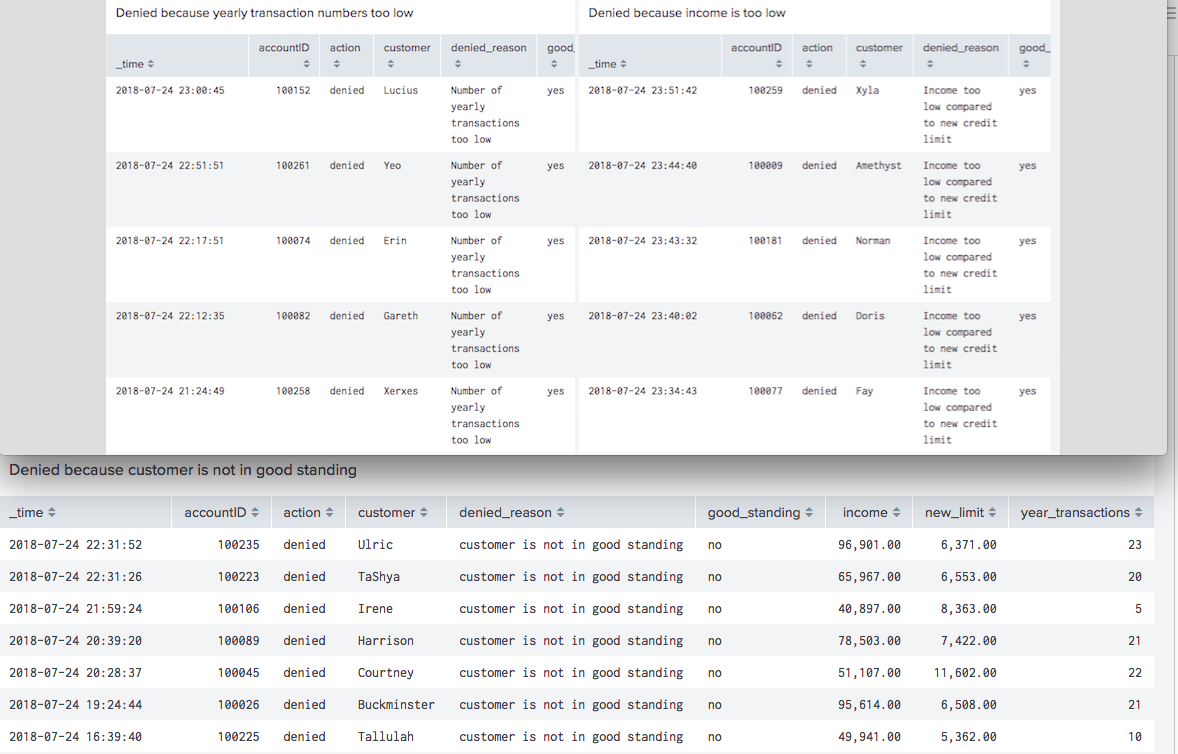 Denied because yearly transaction numbers too low
_time accountID action customer denied_reason good_
2018-07-24 23:00:45 100152 denied Lucius Number of yearly transactions too low yes
2018-07-24 22:51:51 100261 denied Yeo Number of yearly transactions too low yes
2018-07-24 22:17:51 100074 denied Erin Number of yearly transactions too low yes
2018-07-24 22:12:35 100082 denied Gareth Number of yearly transactions too low yes
2018-07-24 21:24:49 100258 denied Xerxes Number of yearly transactions too low yes
Denied because income is too low
_time accountID action customer denied_reason good_
2018-07-24 23:51:42 100259 denied Xyla Income too low compared to new credit limit yes
2018-07-24 23:44:40 100009 denied Amethyst Income too low compared to new credit limit yes
2018-07-24 23:43:32 100181 denied Norman Income too low compared to new credit limit yes
2018-07-24 23:40:02 100062 denied Doris Income too low compared to new credit limit yes
2018-07-24 23:34:43 100077 denied Fay Income too low compared to new credit limit yes
Denied because customer is not in good standing
_time accountID action customer denied_reason good_standing income new_limit year_transactions
2018-07-24 22:31:52 100235 denied Ulric customer is not in good standing no 96,901.00 6,371.00 23
2018-07-24 22:31:26 100223 denied TaShya customer is not in good standing no 65,967.00 6,553.00 20
2018-07-24 21:59:24 100106 denied Irene customer is not in good standing no 40,897.00 8,363.00 5
2018-07-24 20:39:20 100089 denied Harrison customer is not in good standing no 78,503.00 7,422.00 21
2018-07-24 20:28:37 100045 denied Courtney customer is not in good standing no 51,107.00 11,602.00 22
2018-07-24 19:24:44 100026 denied Buckminster customer is not in good standing no 95,614.00 6,508.00 21
2018-07-24 16:39:40 100225 denied Tallulah customer is not in good standing no 49,941.00 5,362.00 10